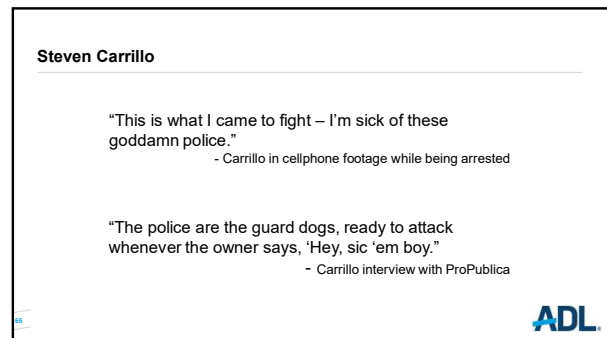 Steven Carrillo
“This is what I came to fight – I’m sick of these
goddamn police.”
- Carrillo in cellphone footage while being arrested
“The police are the guard dogs, ready to attack
whenever the owner says, ‘Hey, sic ‘em boy.”
- Carrillo interview with ProPublica
65
ADL.